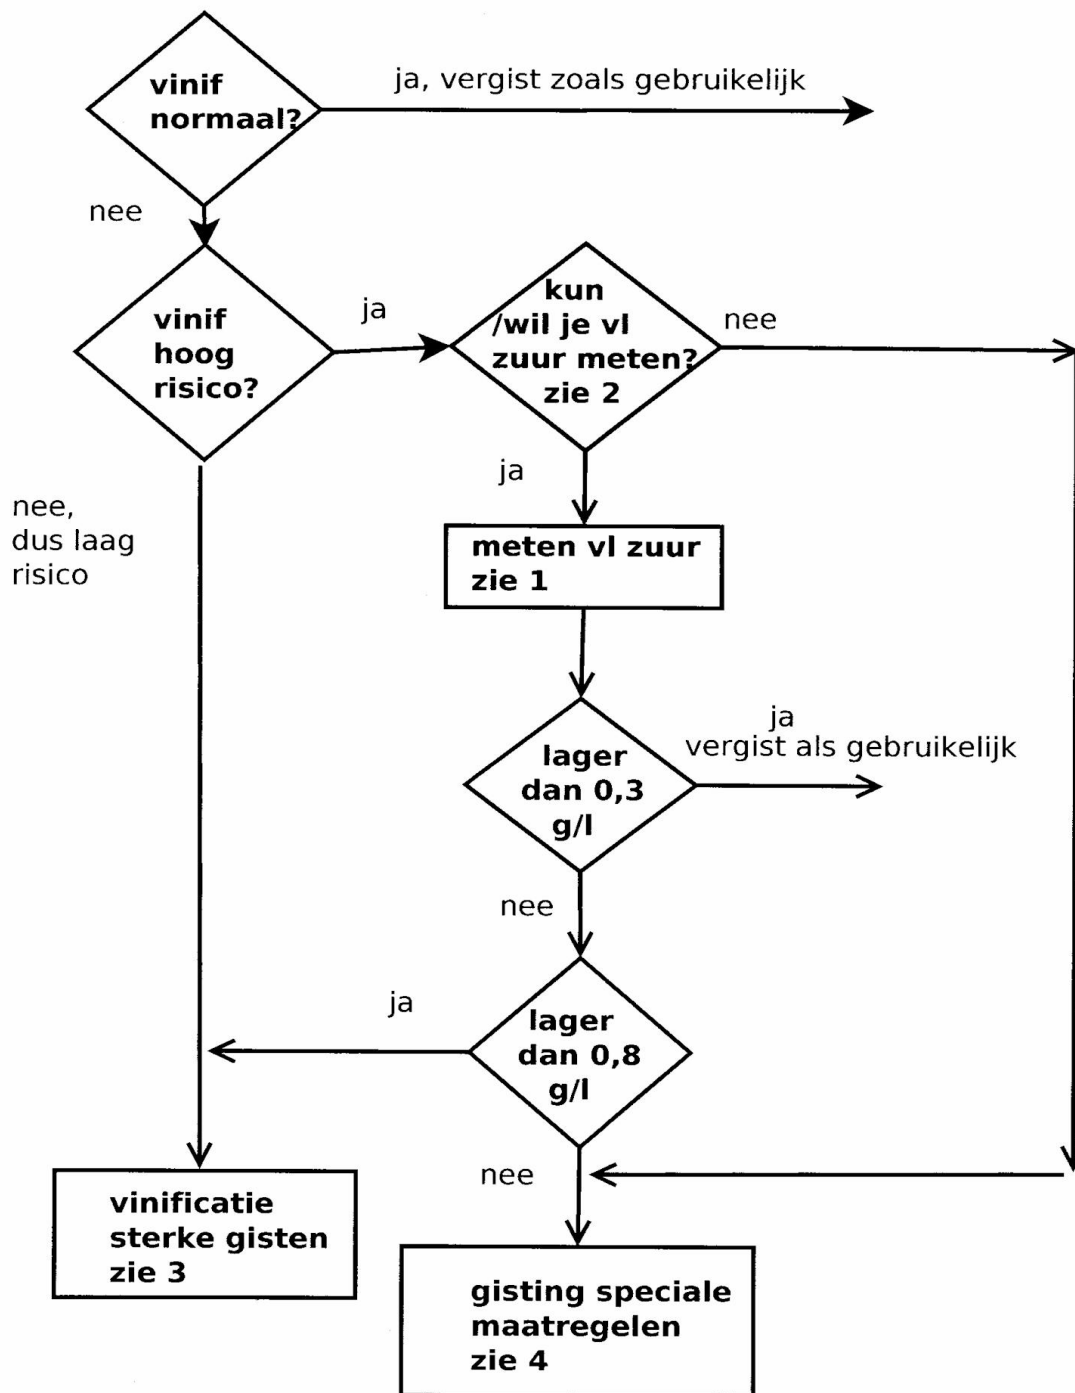 vinif
normaal?
ja, vergist zoals gebruikelijk
nee
vinif
hoog
risico?
ja
kun
/wil je vl
zuur meten?
zie 2
nee
nee,
dus laag
risico
ja
meten vl zuur
zie 1
lager
dan 0,3
g/l
ja
vergist als gebruikelijk
nee
lager
dan 0,8
g/l
ja
nee
vinificatie
sterke gisten
zie 3
gisting speciale
maatregelen
zie 4